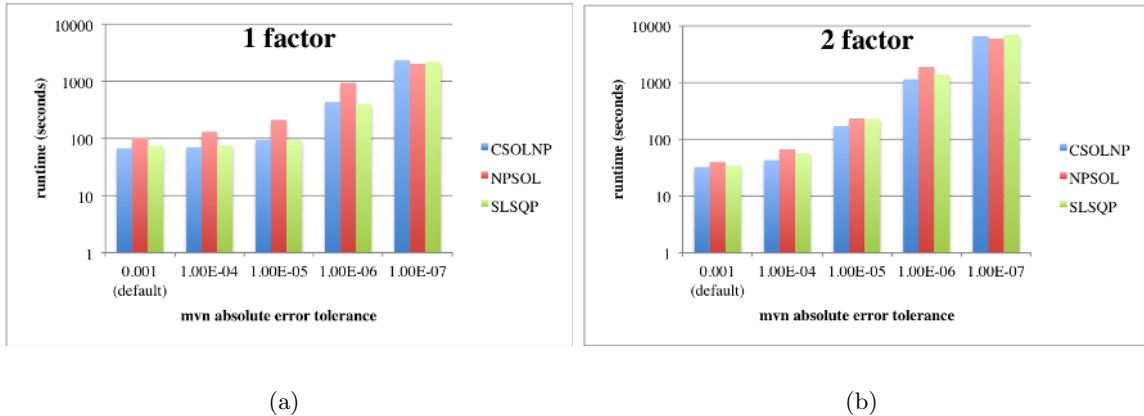 1 factor
10000
1000
100
10
1
runtime (seconds)
0.001 1.00E-04 1.00E-05 1.00E-06 1.00E-07
(default)
mvn absolute error tolerance
CSOLNP
NPSOL
SLSQP
(a)
2 factor
10000
1000
100
10
1
runtime (seconds)
0.001 1.00E-04 1.00E-05 1.00E-06 1.00E-07
(default)
mvn absolute error tolerance
CSOLNP
NPSOL
SLSQP
(b)